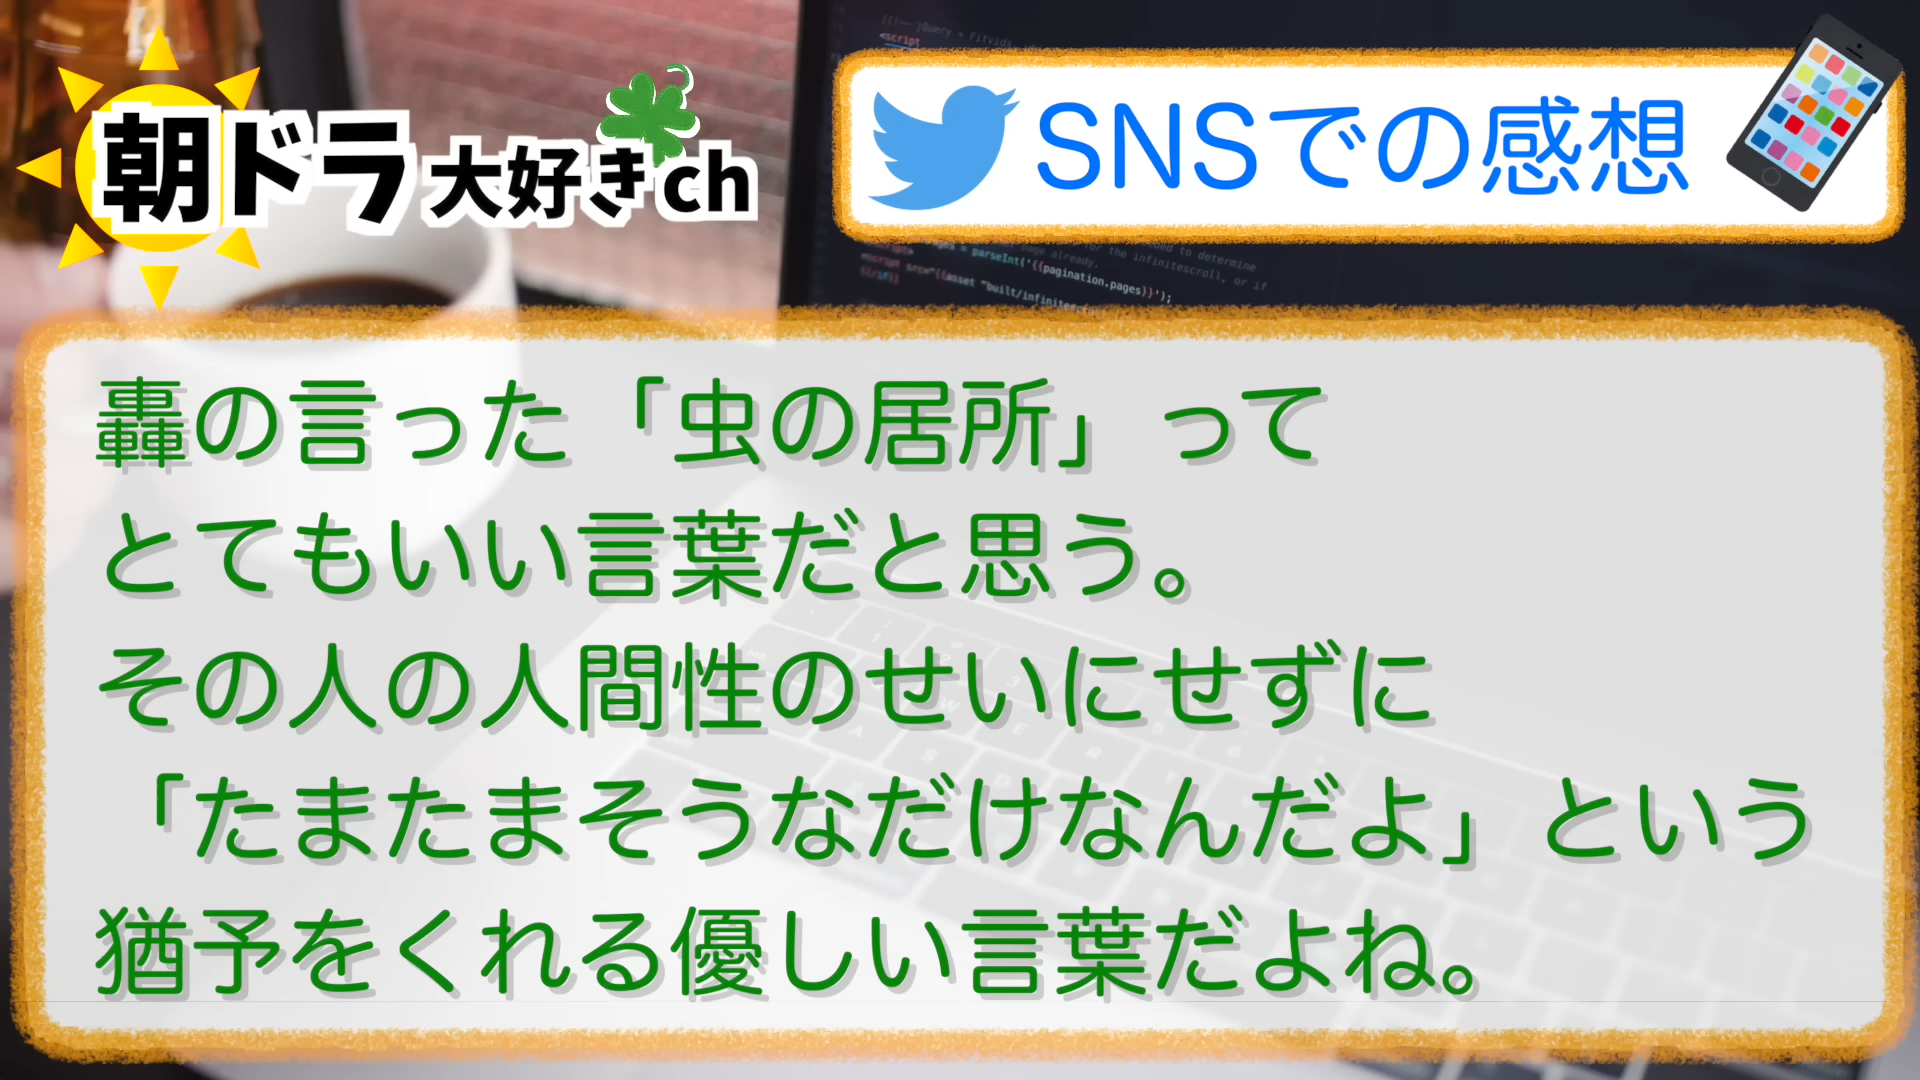 朝ドラ大好きch
SNSでの感想
轟の言った「虫の居所」って
とてもいい言葉だと思う。
その人の人間性のせいにせずに
「たまたまそうなだけなんだよ」という
猶予をくれる優しい言葉だよね。